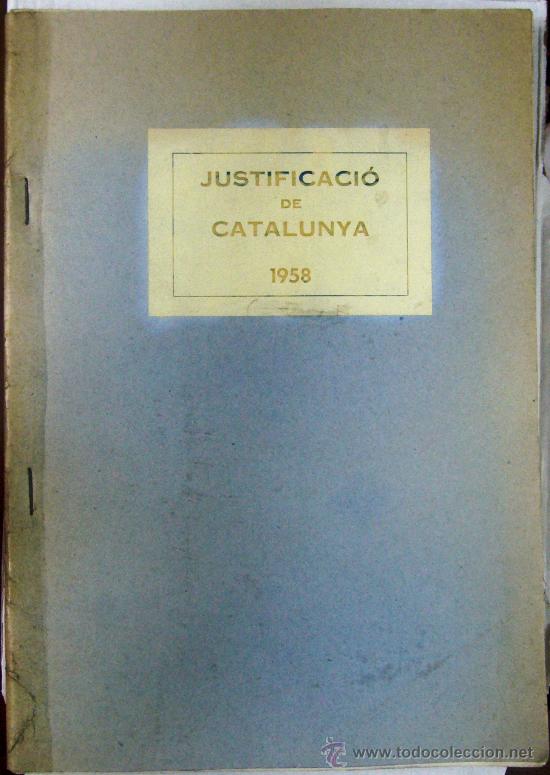 JUSTIFICACIÓ
DE
CATALUNYA
1958
www.todocoleccion.net